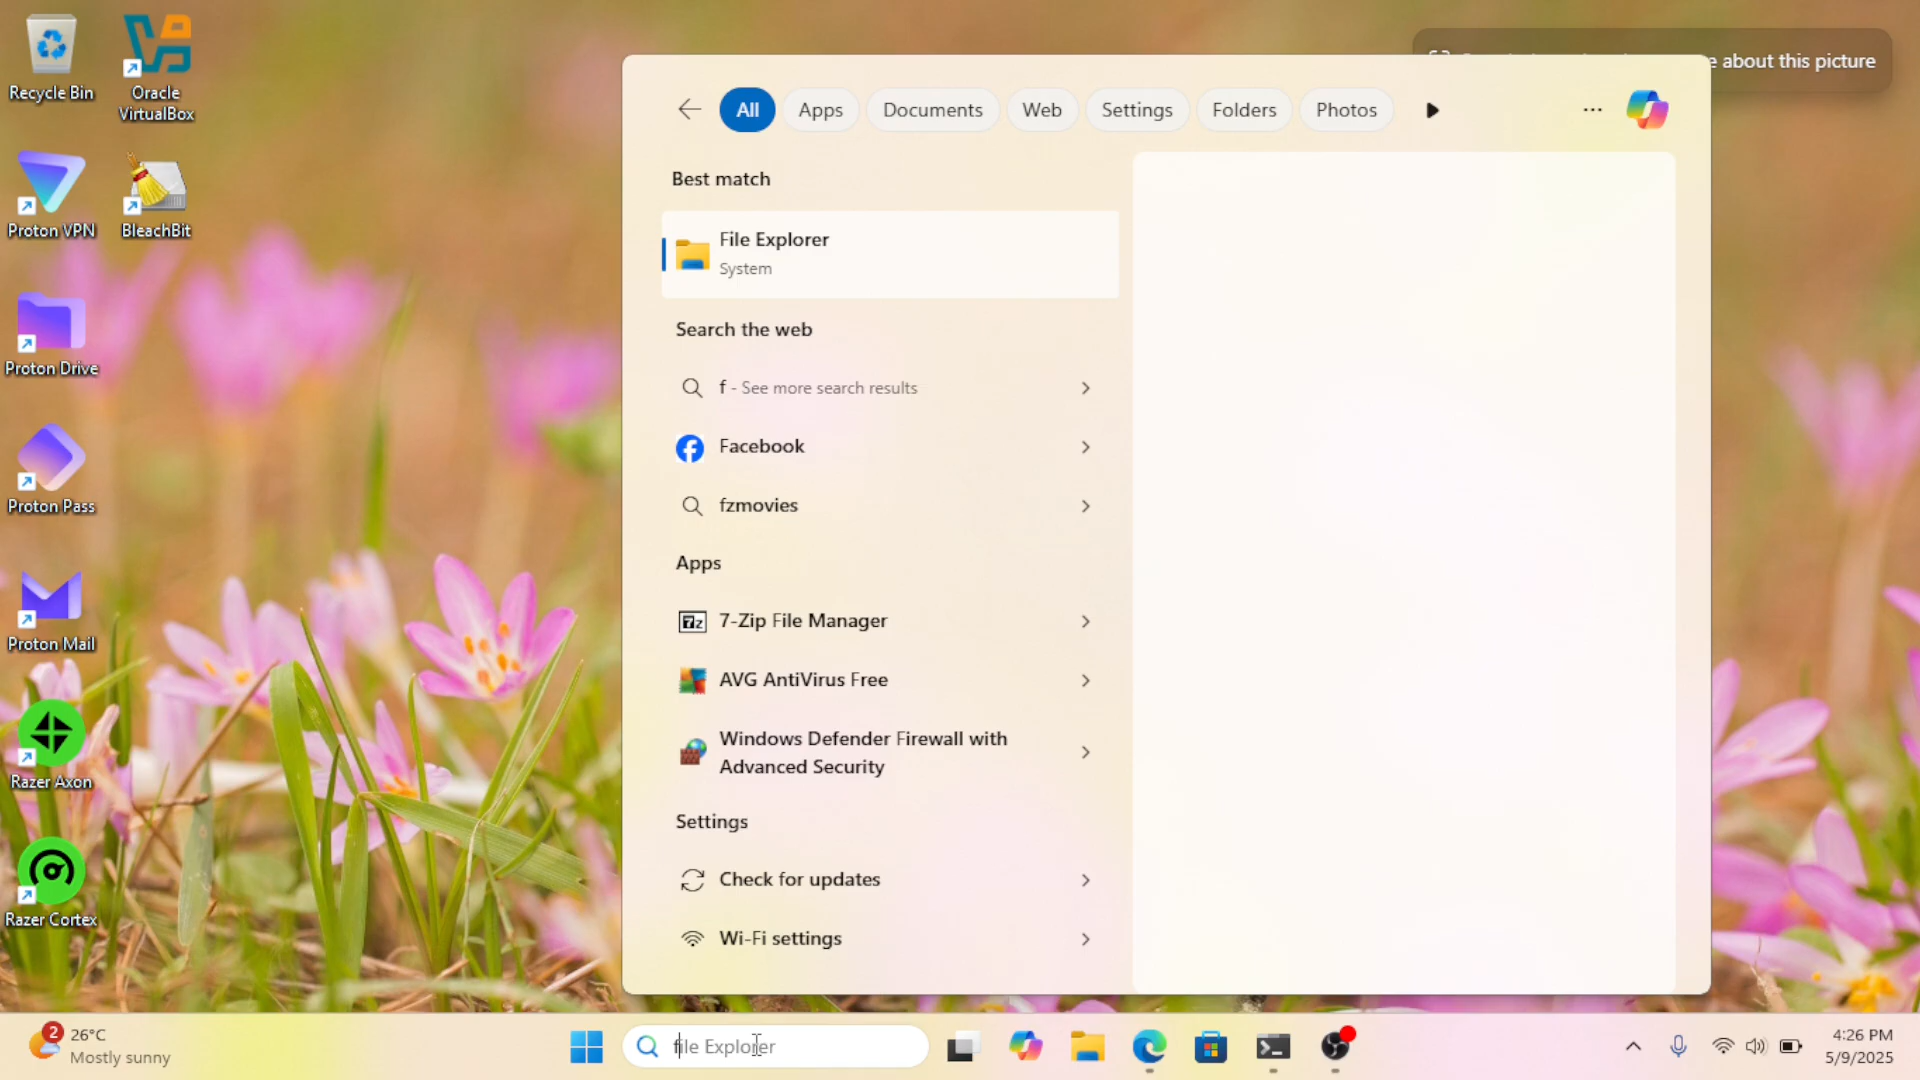 Recycle Bin
Oracle
VirtualBox
Proton VPN
BleachBit
Proton Drive
Proton Pass
Proton Mail
Razer Axon
Razer Cortex
e about this picture
All
Apps
Documents
Web
Settings
Folders
Photos
Best match
File Explorer
System
Search the web
f - See more search results
Facebook
fzmovies
Apps
7-Zip File Manager
AVG AntiVirus Free
Windows Defender Firewall with
Advanced Security
Settings
Check for updates
Wi-Fi settings
2
26°C
Mostly sunny
file Explorer
4:26 PM
5/9/2025